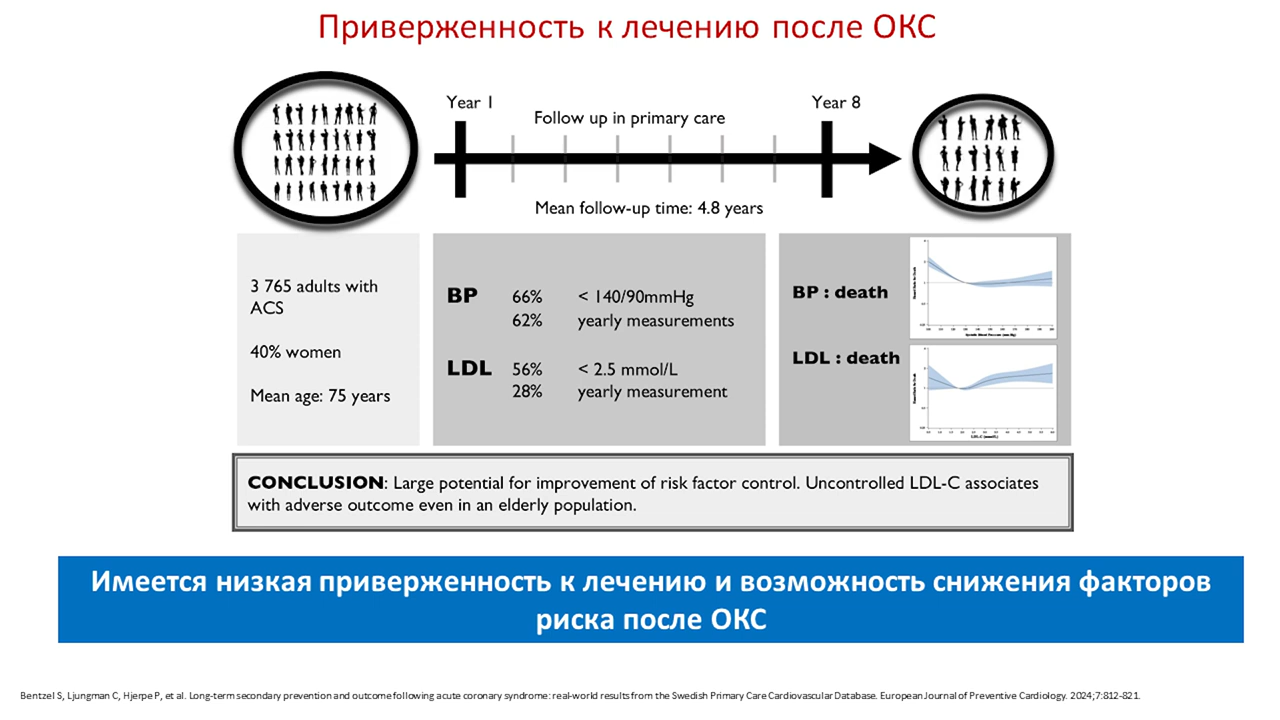 Приверженность к лечению после ОКС
Year 1
Follow up in primary care
Year 8
Mean follow-up time: 4.8 years
3 765 adults with
ACS
40% women
Mean age: 75 years
BP 66% < 140/90mmHg
62% yearly measurements
LDL 56% < 2.5 mmol/L
28% yearly measurement
BP : death
LDL : death
LDL-C (mmol/L)
CONCLUSION: Large potential for improvement of risk factor control. Uncontrolled LDL-C associates
with adverse outcome even in an elderly population.
Имеется низкая приверженность к лечению и возможность снижения факторов
риска после ОКС
Bentzel S, Ljungman C, Hjerpe P, et al. Long-term secondary prevention and outcome following acute coronary syndrome: real-world results from the Swedish Primary Care Cardiovascular Database. European Journal of Preventive Cardiology. 2024;7:812-821.